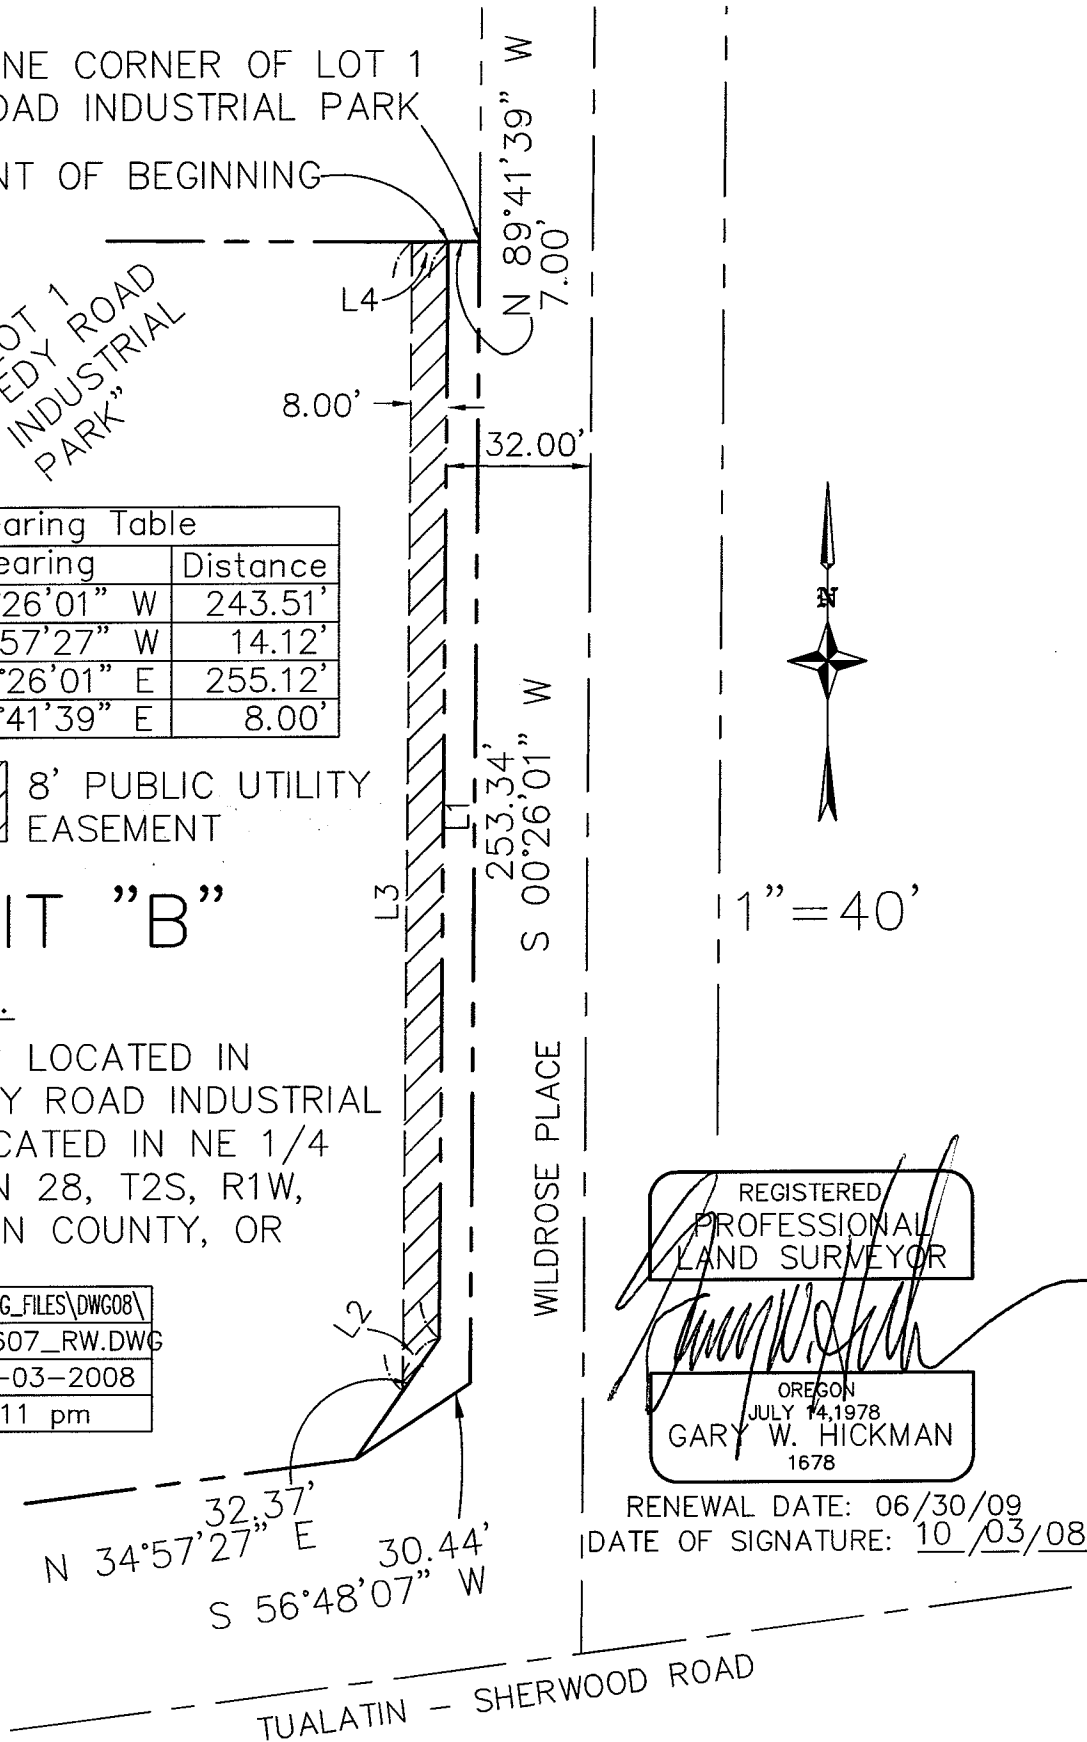 NE CORNER OF LOT 1
OAD INDUSTRIAL PARK
NT OF BEGINNING
N 89°41'39" W
7.00'
L4
LOT 1
EDY ROAD
INDUSTRIAL
PARK"
8.00'
32.00'
aring Table
earing Distance
°26'01" W 243.51'
57'27" W 14.12'
°26'01" E 255.12'
°41'39" E 8.00'
N
8' PUBLIC UTILITY
EASEMENT
L1
253.34'
S 00°26'01" W
L3
IT "B"
1"=40'
LOCATED IN
Y ROAD INDUSTRIAL
CATED IN NE 1/4
N 28, T2S, R1W,
N COUNTY, OR
WILDROSE PLACE
G_FILES\DWG08\
607_RW.DWG
-03-2008
11 pm
L2
REGISTERED
PROFESSIONAL
LAND SURVEYOR
OREGON
JULY 14,1978
GARY W. HICKMAN
1678
RENEWAL DATE: 06/30/09
DATE OF SIGNATURE: 10/03/08
32.37'
N 34°57'27" E
30.44'
S 56°48'07" W
TUALATIN - SHERWOOD ROAD